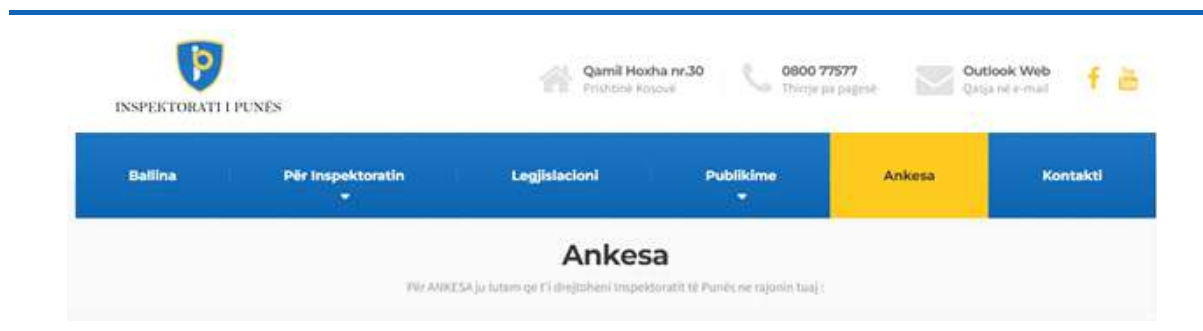 INSPEKTORATI I PUNËS
Qamil Hoxha nr.30
Prishtinë Kosovë
0800 77577
Thirrje pa pagesë
Outlook Web
Qasja në e-mail
Ballina
Për Inspektoratin
Legjislacioni
Publikime
Ankesa
Kontakti
Ankesa
Për ANKESA ju lutem qe t'i drejtoheni Inspektoratit të Punës ne rajonin tuaj :